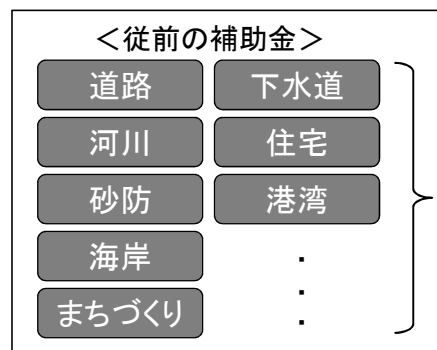 ＜従前の補助金＞
道路 下水道
河川 住宅
砂防 港湾
海岸 ・
まちづくり ・
・